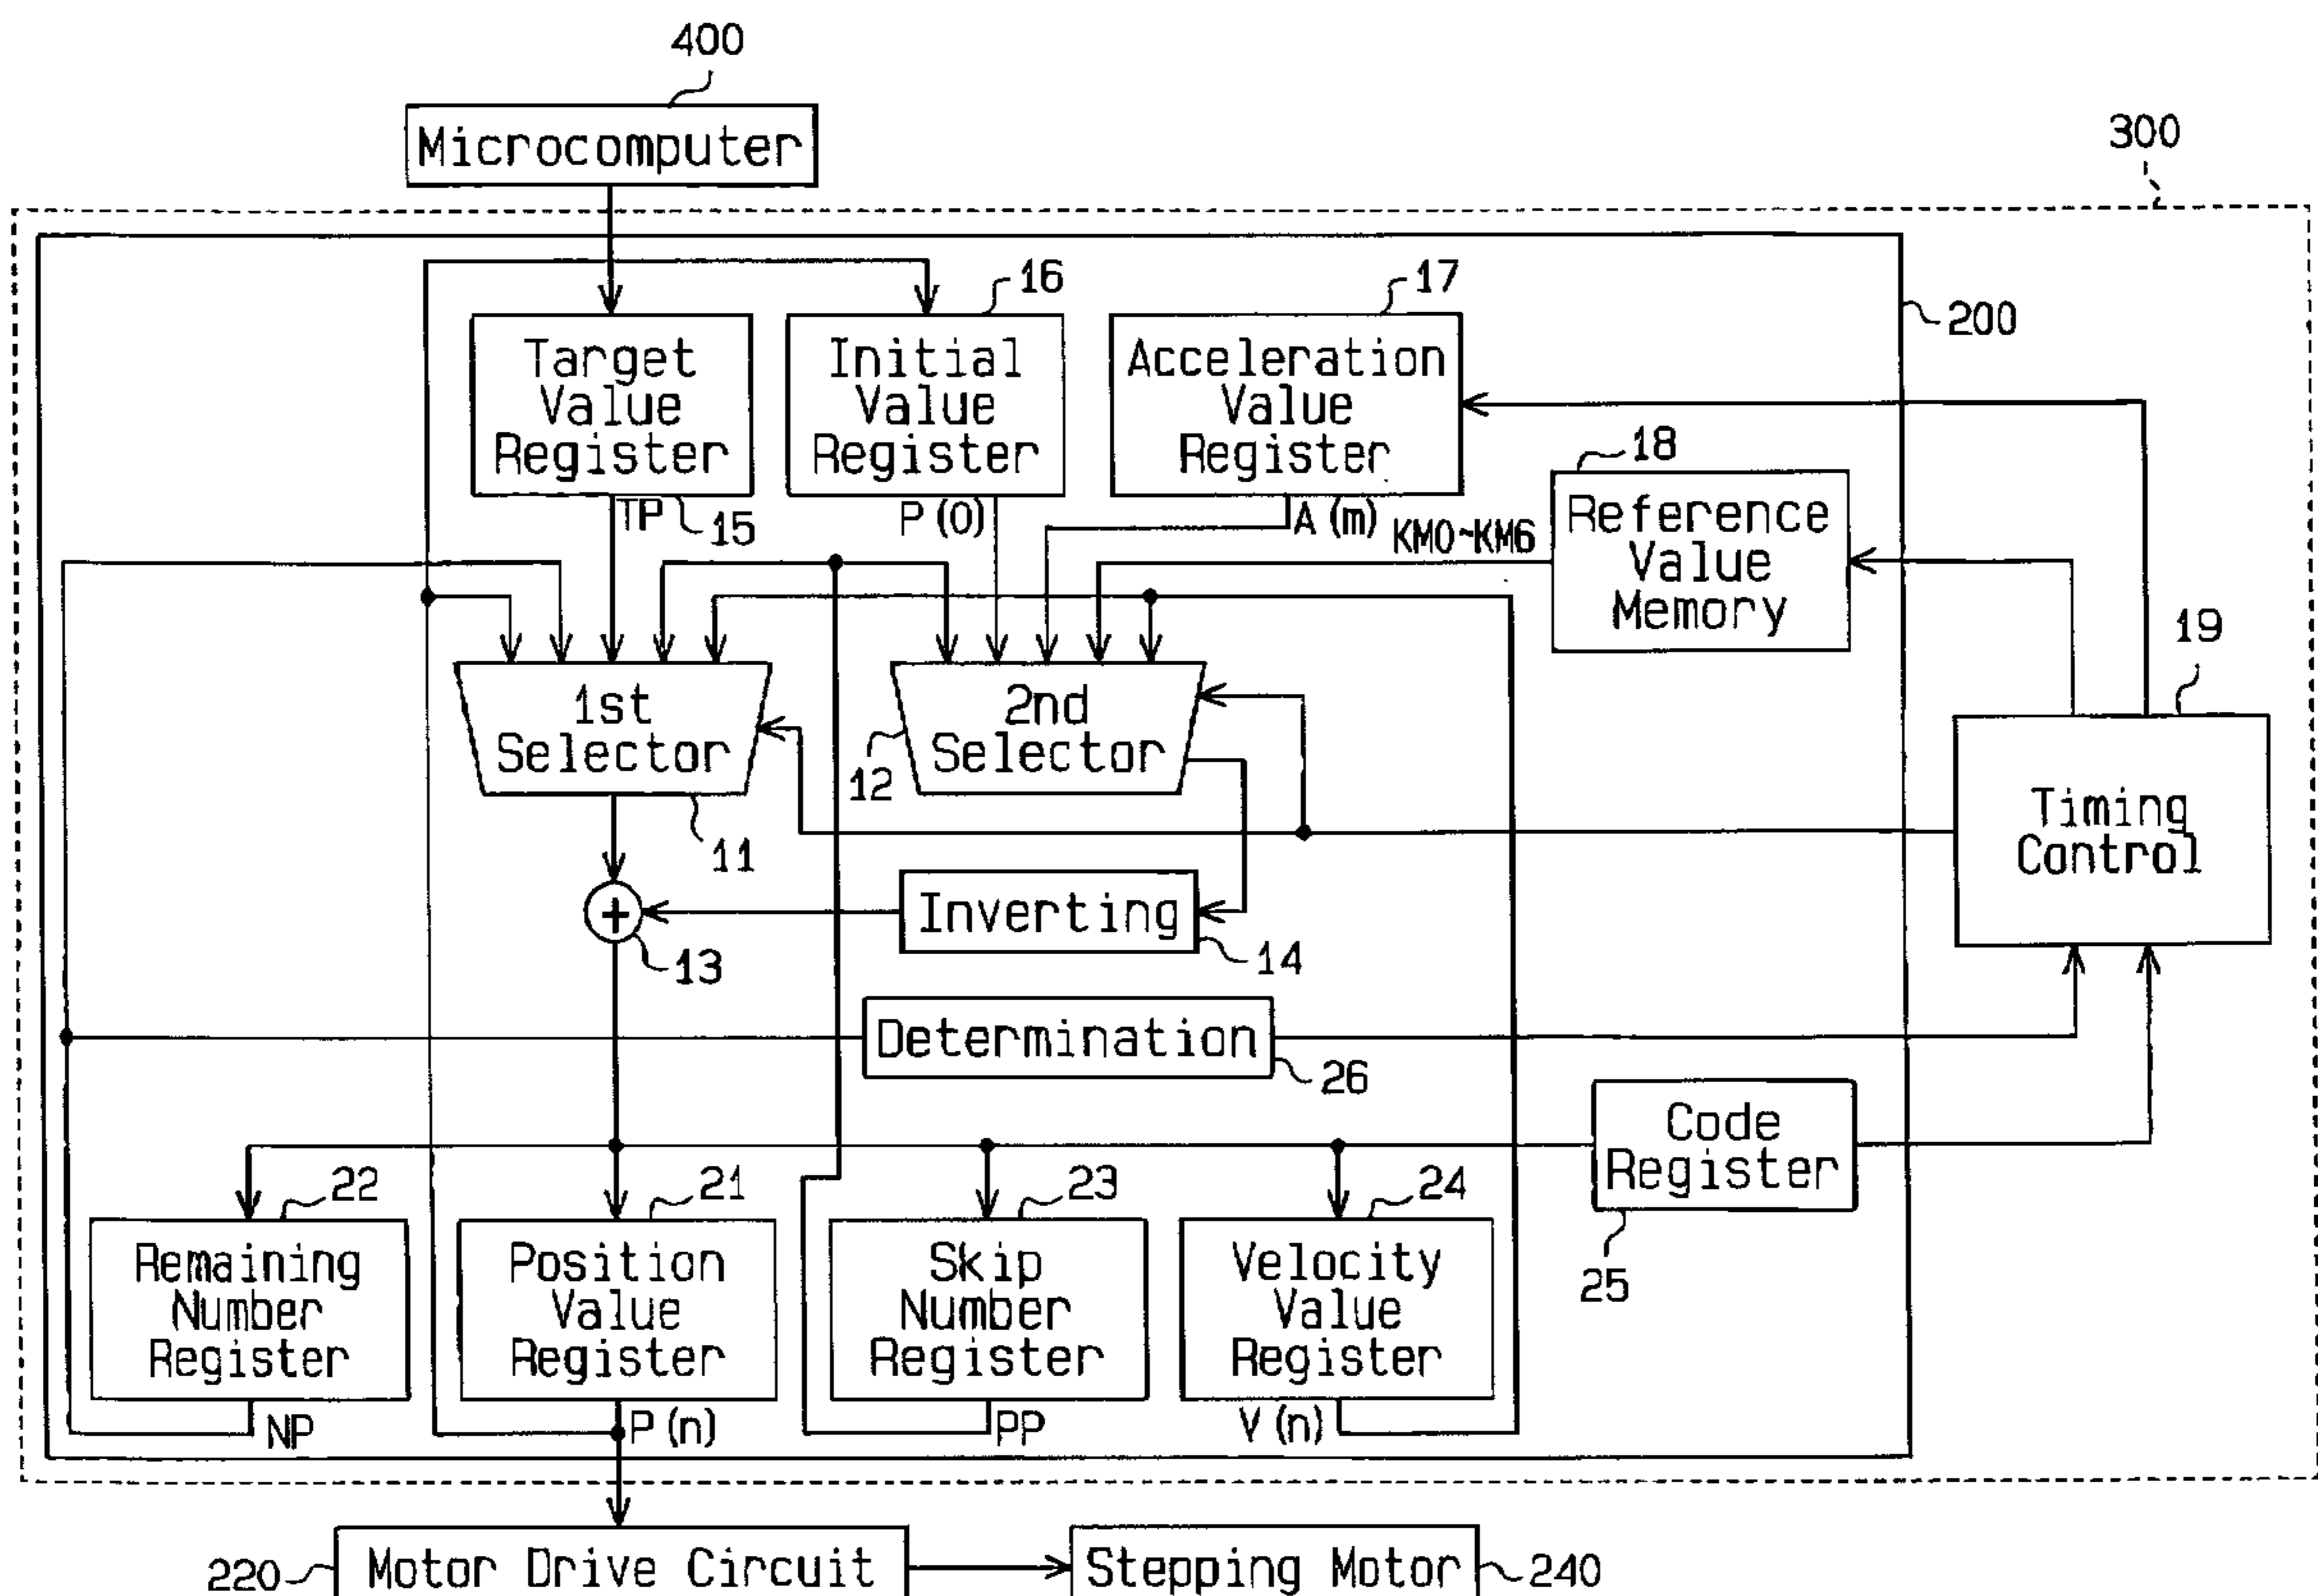 400
Microcomputer
300
16
17
200
Target
Value
Register
Initial
Value
Register
Acceleration
Value
Register
18
TP
15
P (0)
A (m)
KM0~KM6
Reference
Value
Memory
19
1st
Selector
2nd
Selector
12
11
Timing
Control
+
13
Inverting
14
Determination
26
Code
Register
25
22
21
23
24
Remaining
Number
Register
Position
Value
Register
Skip
Number
Register
Velocity
Value
Register
NP
P (n)
PP
V (n)
220
Motor Drive Circuit
Stepping Motor
240